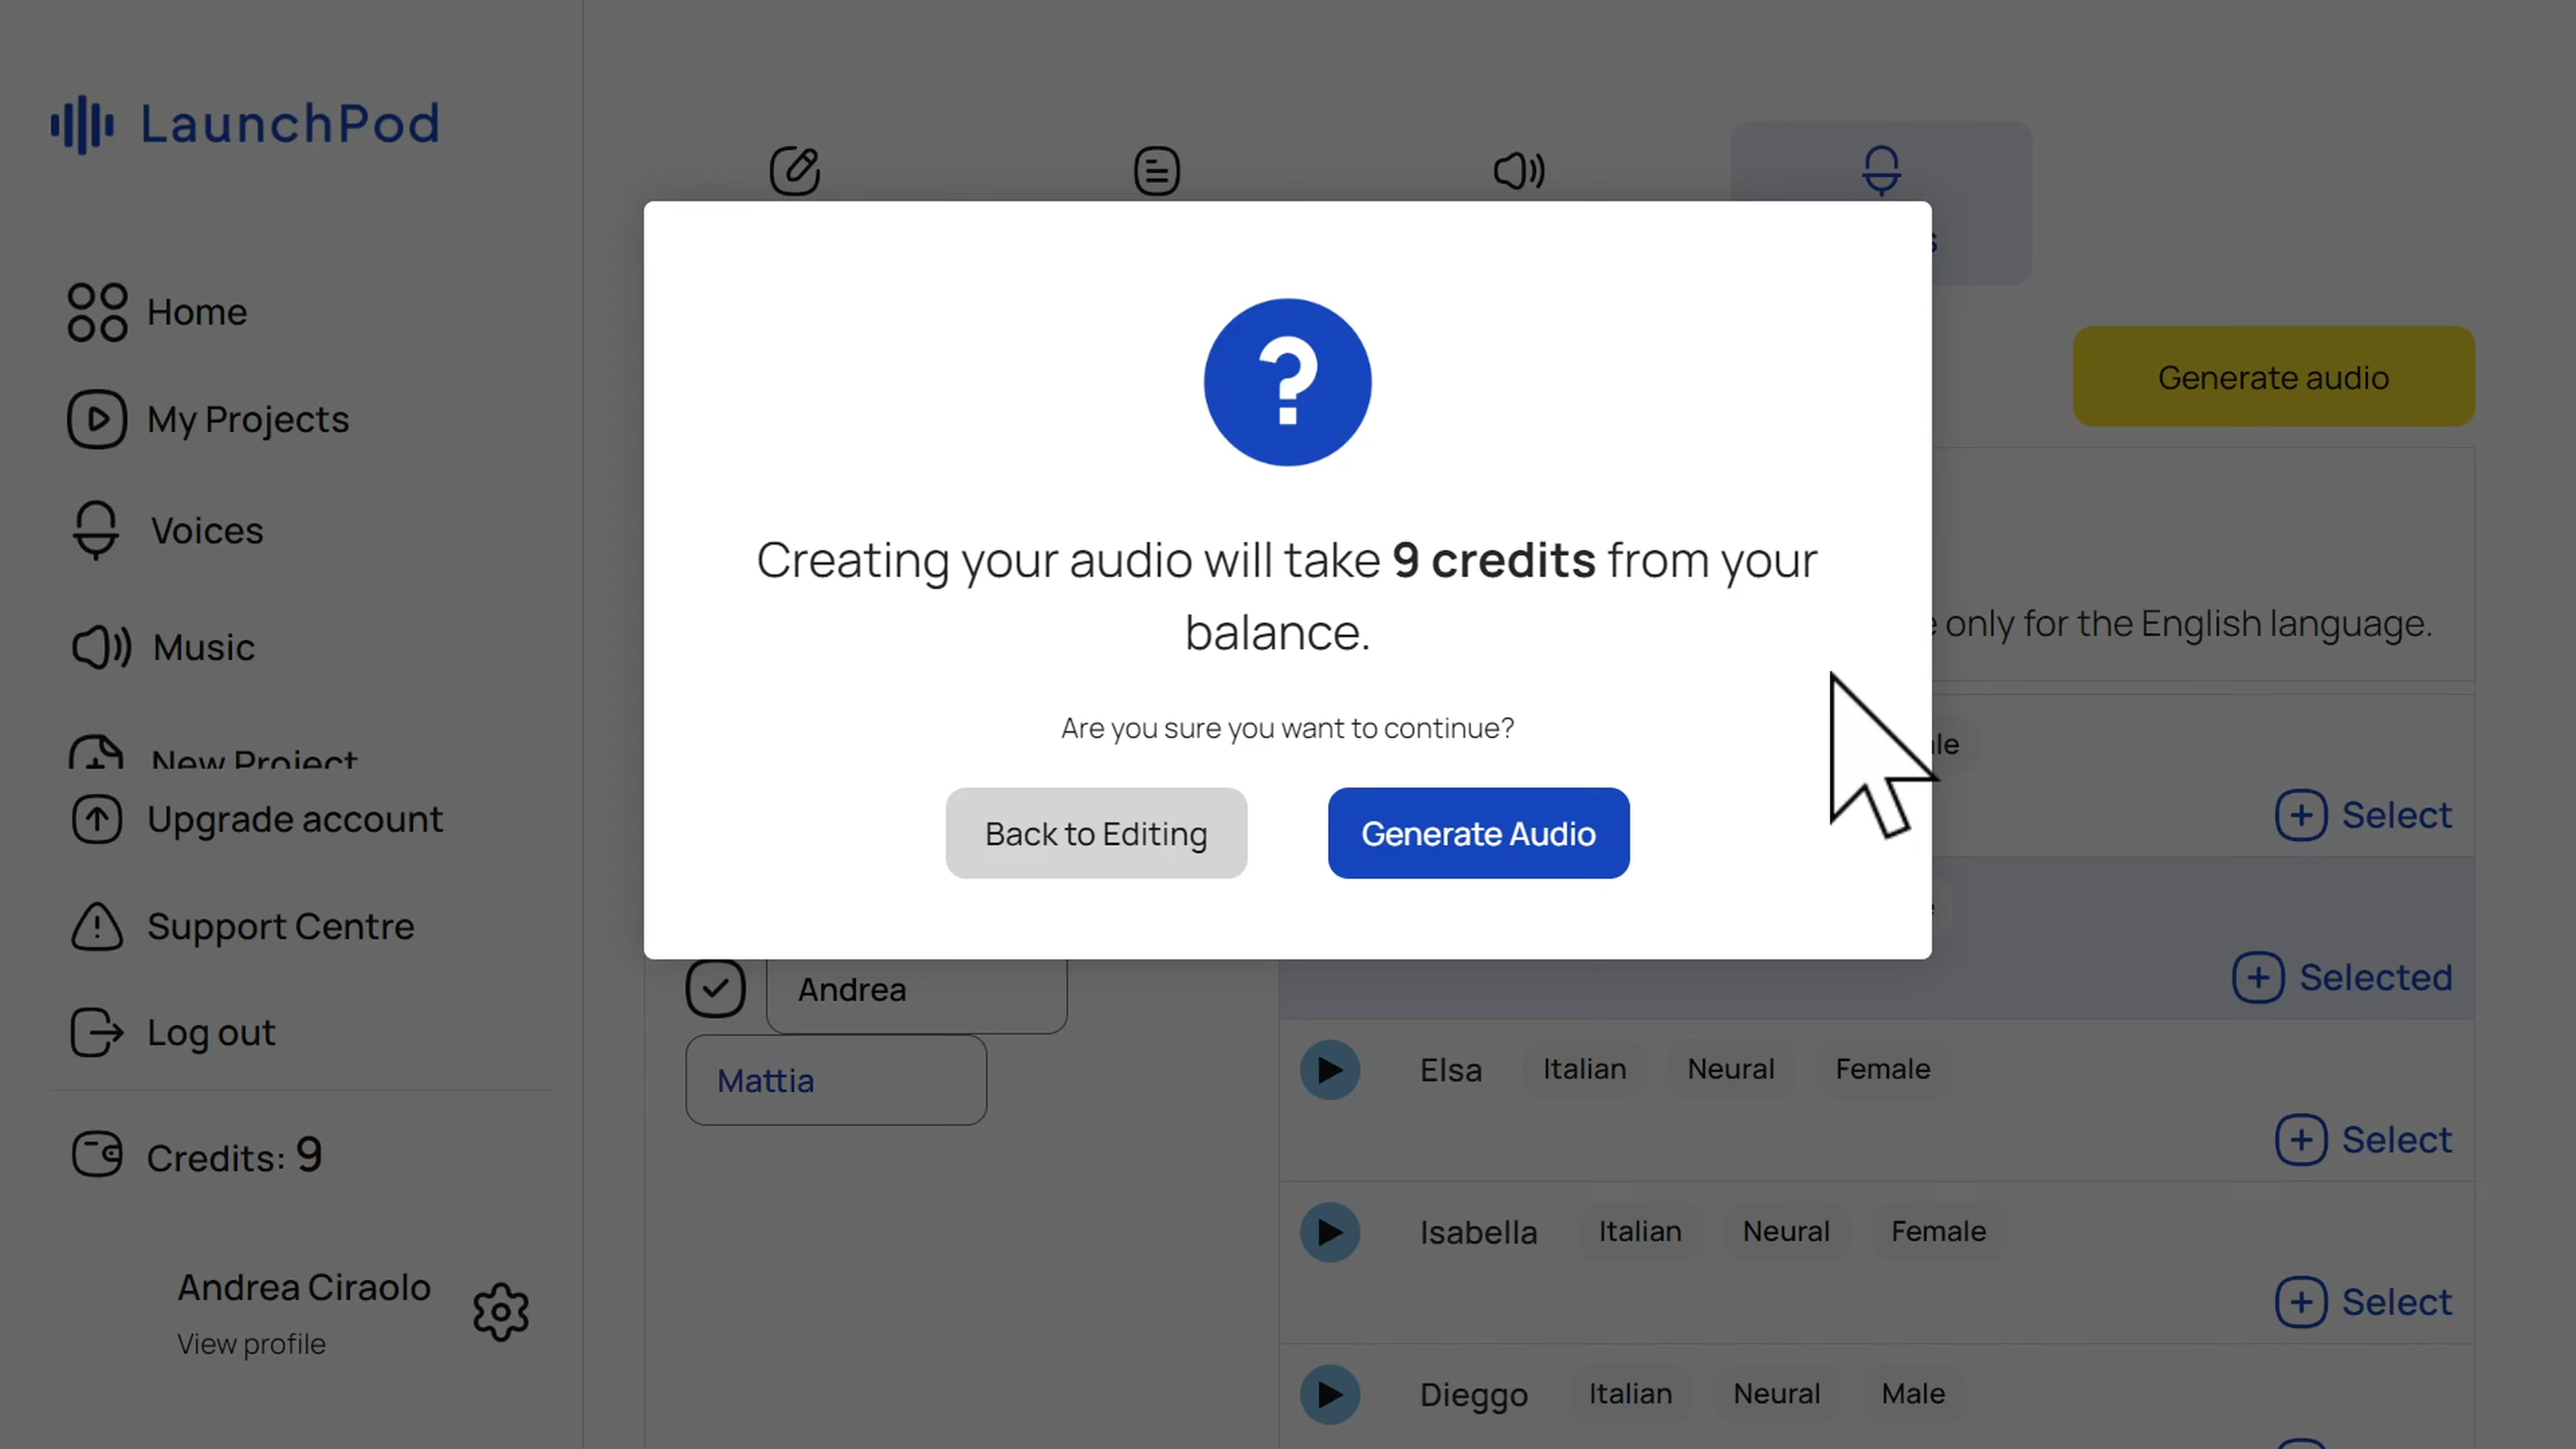 LaunchPod
Home
My Projects
Voices
Music
New Project
Upgrade account
Support Centre
Log out
Credits: 9
Andrea Ciraolo
View profile
Generate audio
Creating your audio will take 9 credits from your
balance.
Are you sure you want to continue?
Back to Editing
Generate Audio
only for the English language.
Select
Selected
Andrea
Mattia
Elsa Italian Neural Female
Select
Isabella Italian Neural Female
Select
Dieggo Italian Neural Male